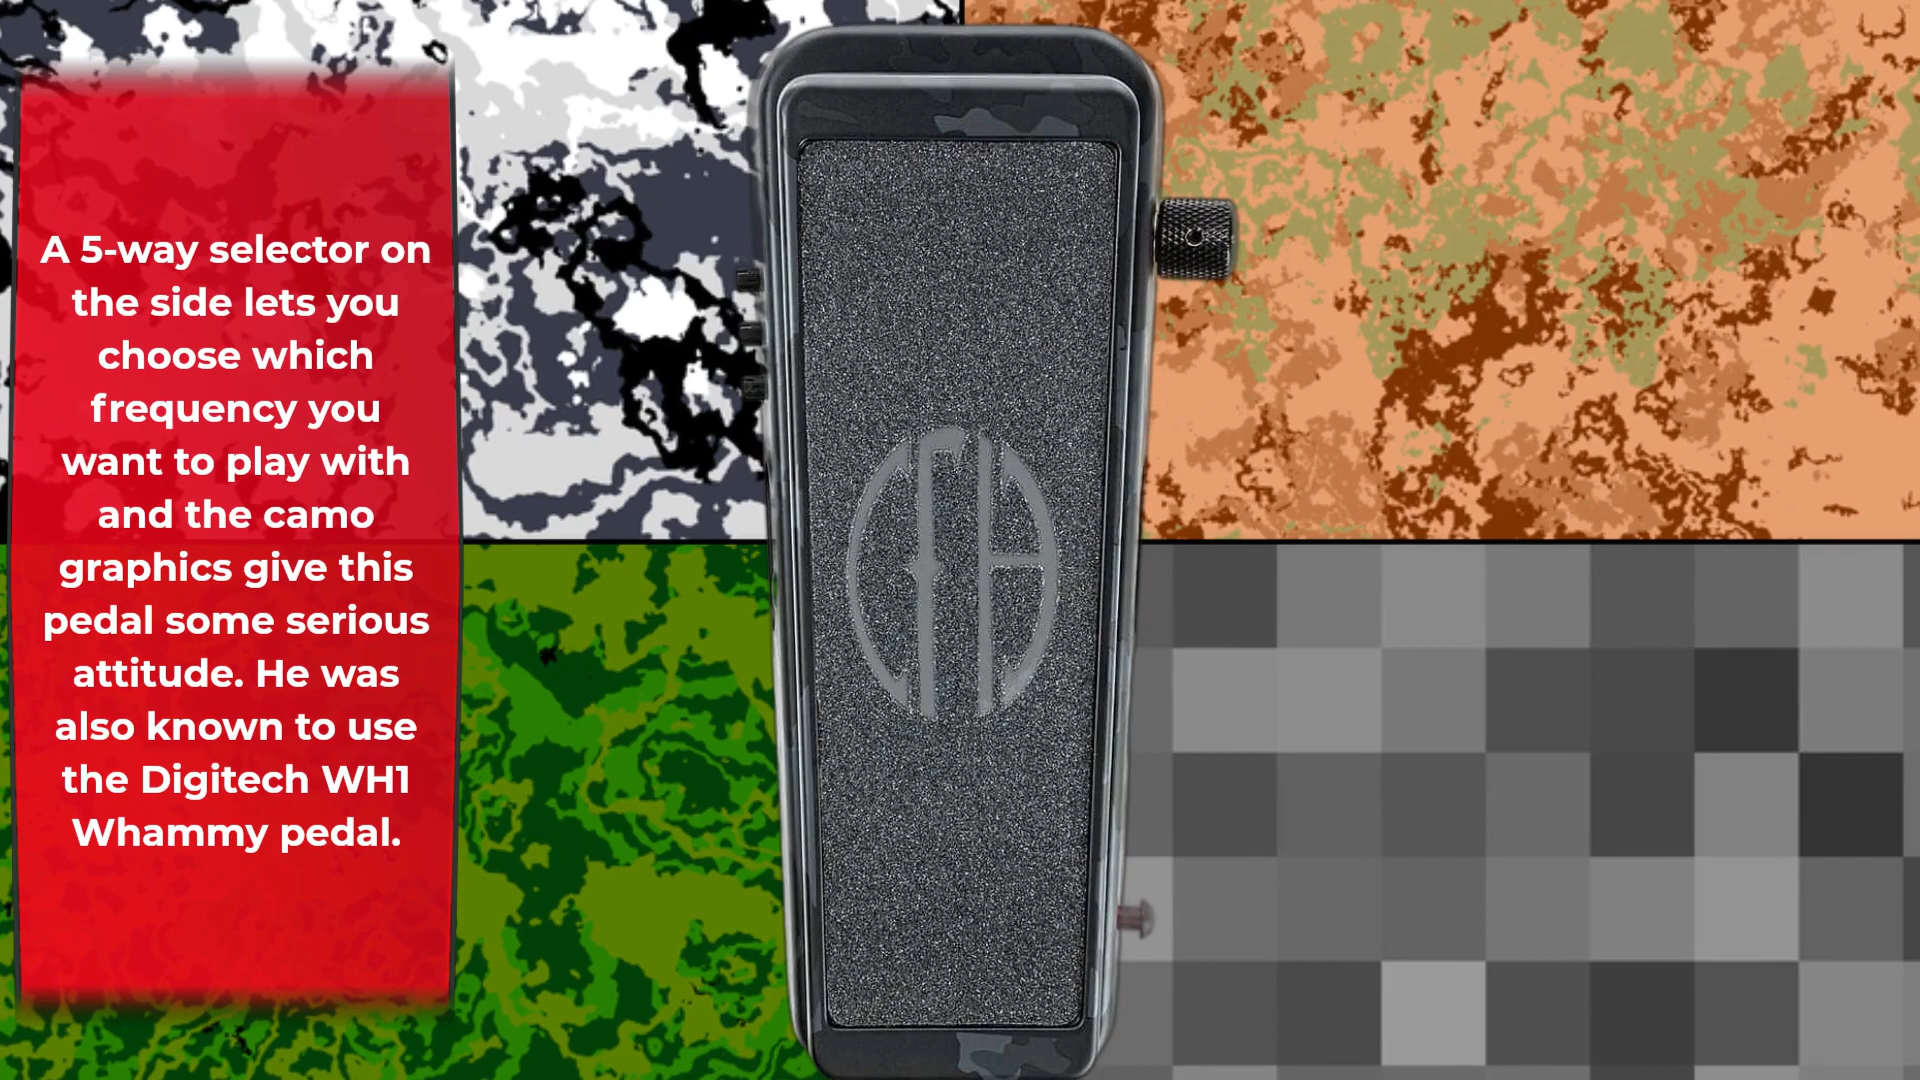 A 5-way selector on
the side lets you
choose which
frequency you
want to play with
and the camo
graphics give this
pedal some serious
attitude. He was
also known to use
the Digitech WH1
Whammy pedal.